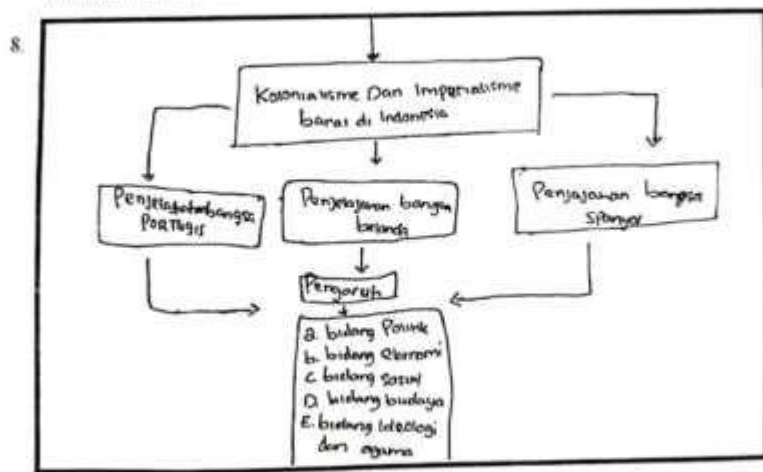 8.
Kolonialisme Dan Imperialisme
barat di Indonesia
bangsa
Portugis
Penjelajahan bangsa
belanda
Penjajahan bangsa
Spanyol
Pengaruh
a. bidang Politik
b. bidang ekonomi
c. bidang sosial
D. bidang budaya
E. bidang Ideologi
dan agama